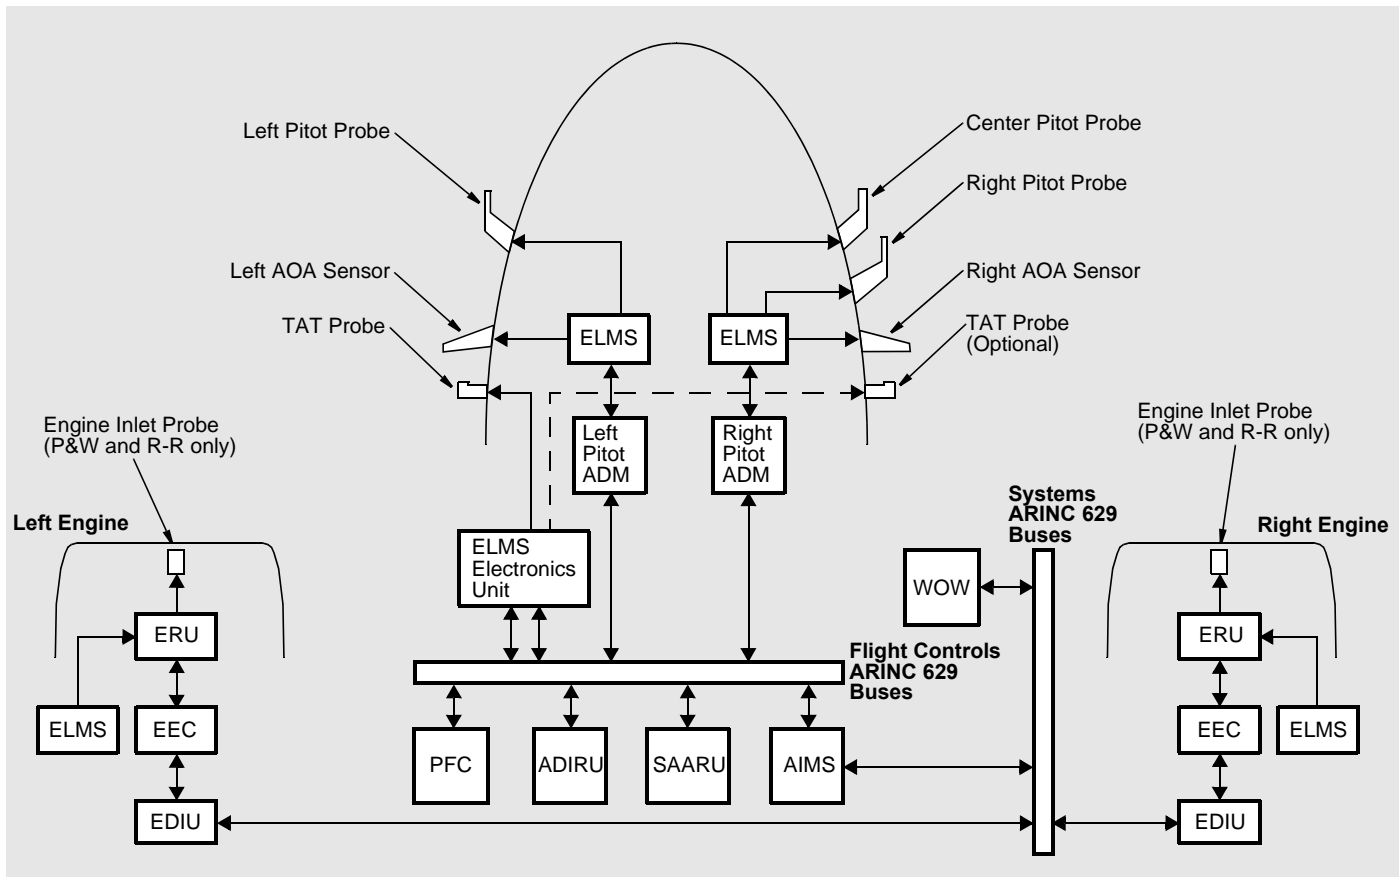 Left Pitot Probe
Center Pitot Probe
Right Pitot Probe
Left AOA Sensor
Right AOA Sensor
TAT Probe
TAT Probe
(Optional)
ELMS
ELMS
Engine Inlet Probe
(P&W and R-R only)
Engine Inlet Probe
(P&W and R-R only)
Left
Pitot
ADM
Right
Pitot
ADM
Left Engine
Systems
ARINC 629
Buses
Right Engine
ELMS
Electronics
Unit
WOW
ERU
ERU
Flight Controls
ARINC 629
Buses
ELMS
EEC
EEC
ELMS
PFC
ADIRU
SAARU
AIMS
EDIU
EDIU